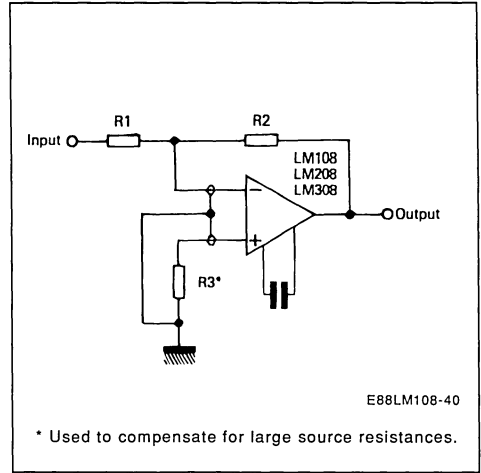 R1
R2
Input
LM108
LM208
LM308
−
+
Output
R3*
E88LM108-40
* Used to compensate for large source resistances.